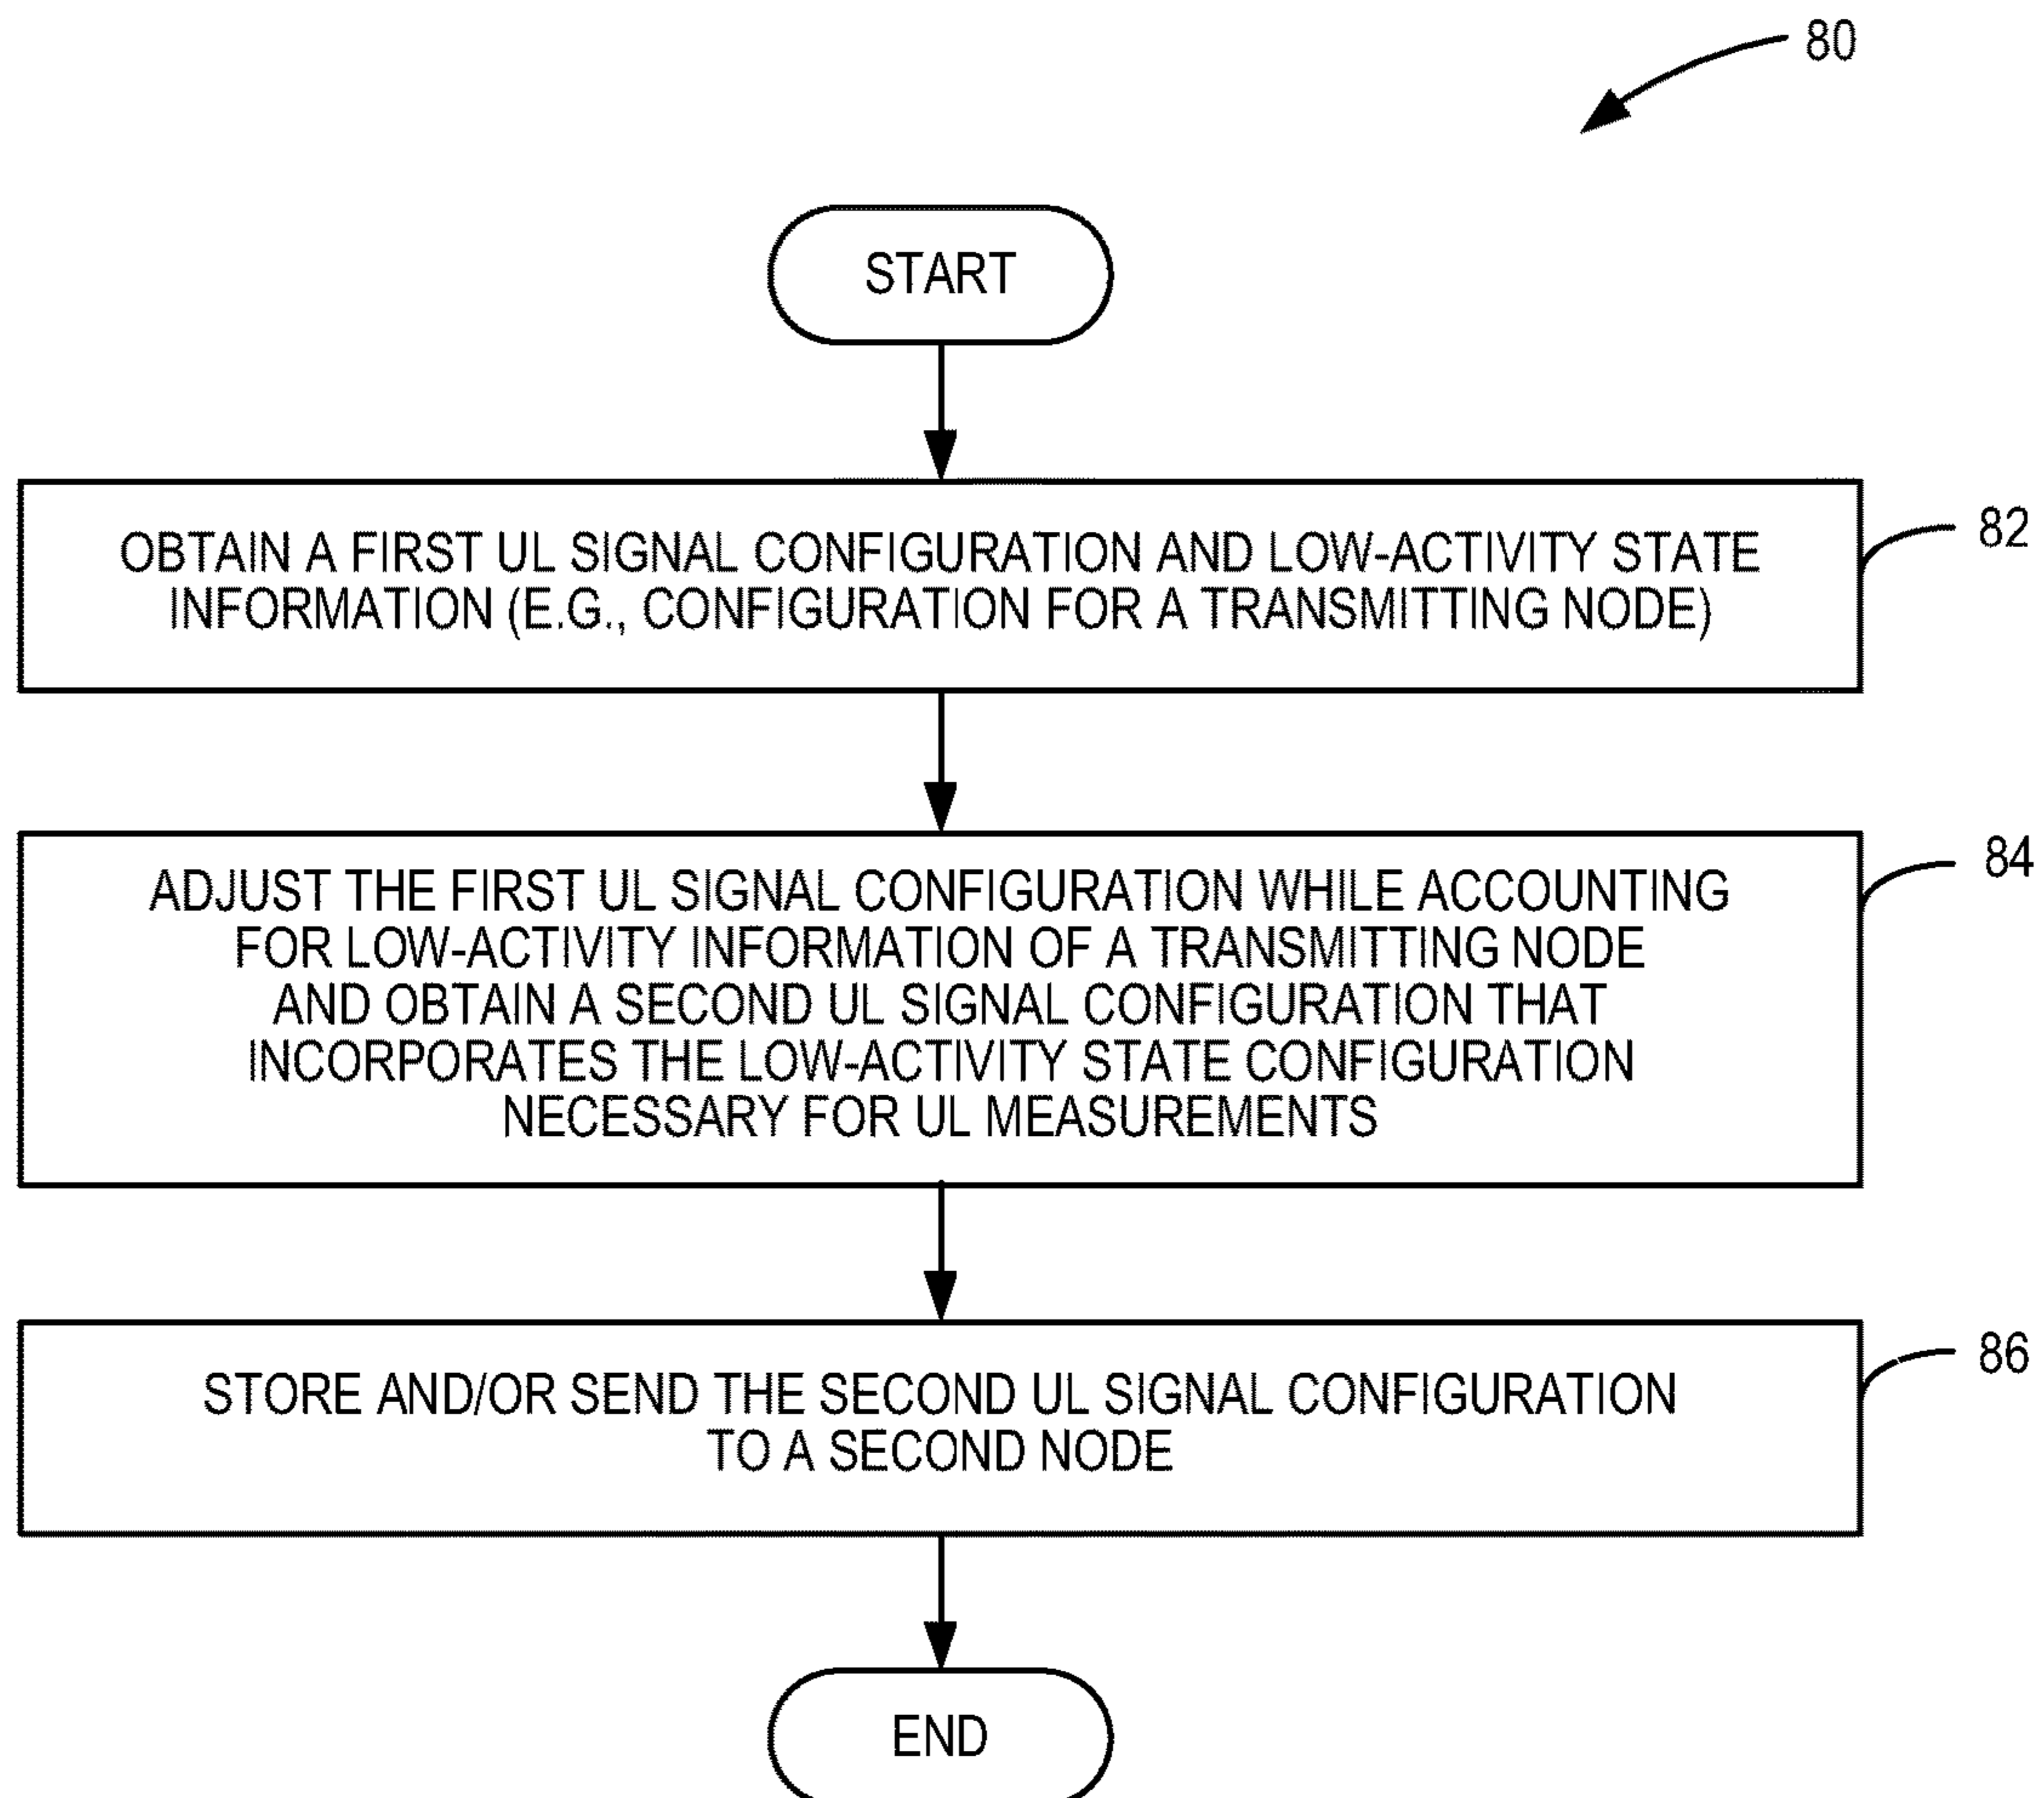 80
START
OBTAIN A FIRST UL SIGNAL CONFIGURATION AND LOW-ACTIVITY STATE
INFORMATION (E.G., CONFIGURATION FOR A TRANSMITTING NODE)
82
ADJUST THE FIRST UL SIGNAL CONFIGURATION WHILE ACCOUNTING
FOR LOW-ACTIVITY INFORMATION OF A TRANSMITTING NODE
AND OBTAIN A SECOND UL SIGNAL CONFIGURATION THAT
INCORPORATES THE LOW-ACTIVITY STATE CONFIGURATION
NECESSARY FOR UL MEASUREMENTS
84
STORE AND/OR SEND THE SECOND UL SIGNAL CONFIGURATION
TO A SECOND NODE
86
END